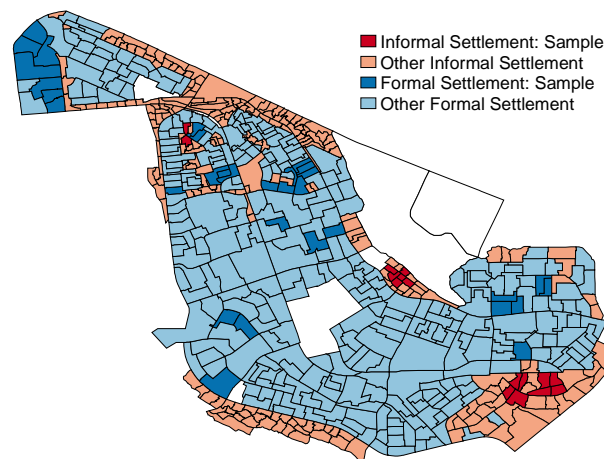 Informal Settlement: Sample
Other Informal Settlement
Formal Settlement: Sample
Other Formal Settlement